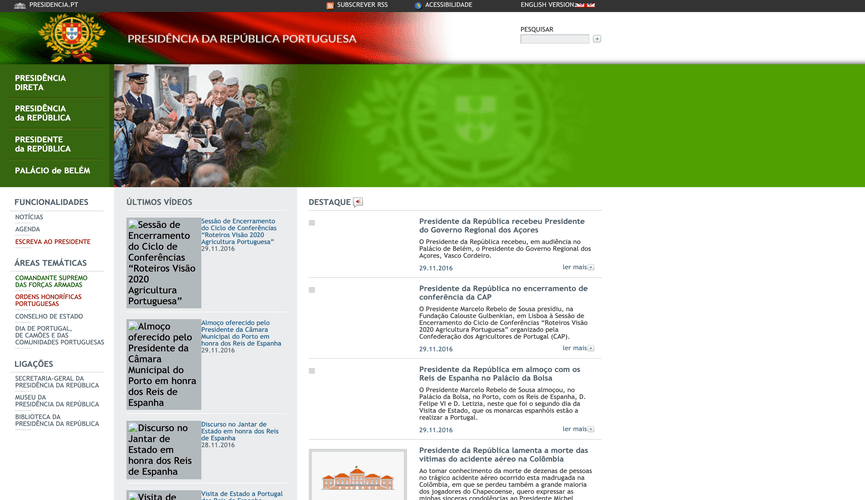 PRESIDENCIA.PT
SUBSCREVER RSS
ACESSIBILIDADE
ENGLISH VERSION
PRESIDÊNCIA DA REPÚBLICA PORTUGUESA
PESQUISAR
PRESIDÊNCIA
DIRETA
PRESIDÊNCIA
da REPÚBLICA
PRESIDENTE
da REPÚBLICA
PALÁCIO de BELÉM
FUNCIONALIDADES
NOTÍCIAS
AGENDA
ESCREVA AO PRESIDENTE
ÁREAS TEMÁTICAS
COMANDANTE SUPREMO
DAS FORÇAS ARMADAS
ORDENS HONORÍFICAS
PORTUGUESAS
CONSELHO DE ESTADO
DIA DE PORTUGAL,
DE CAMÕES E DAS
COMUNIDADES PORTUGUESAS
LIGAÇÕES
SECRETARIA-GERAL DA
PRESIDÊNCIA DA REPÚBLICA
MUSEU DA
PRESIDÊNCIA DA REPÚBLICA
BIBLIOTECA DA
PRESIDÊNCIA DA REPÚBLICA
ÚLTIMOS VÍDEOS
Sessão de
Encerramento
do Ciclo de
Conferências
“Roteiros Visão
2020
Agricultura
Portuguesa”
Sessão de Encerramento
do Ciclo de Conferências
“Roteiros Visão 2020
Agricultura Portuguesa”
29.11.2016
Almoço
oferecido pelo
Presidente da
Câmara
Municipal do
Porto em honra
dos Reis de
Espanha
Almoço oferecido pelo
Presidente da Câmara
Municipal do Porto em
honra dos Reis de Espanha
29.11.2016
Discurso no
Jantar de
Estado em
honra dos Reis
de Espanha
Discurso no Jantar de
Estado em honra dos Reis
de Espanha
28.11.2016
Visita de
Visita de Estado a Portugal
DESTAQUE
Presidente da República recebeu Presidente
do Governo Regional dos Açores
O Presidente da República recebeu, em audiência no
Palácio de Belém, o Presidente do Governo Regional dos
Açores, Vasco Cordeiro.
29.11.2016
ler mais
Presidente da República no encerramento de
conferência da CAP
O Presidente Marcelo Rebelo de Sousa presidiu, na
Fundação Calouste Gulbenkian, em Lisboa à Sessão de
Encerramento do Ciclo de Conferências “Roteiros Visão
2020 Agricultura Portuguesa” organizado pela
Confederação dos Agricultores de Portugal (CAP).
29.11.2016
ler mais
Presidente da República em almoço com os
Reis de Espanha no Palácio da Bolsa
O Presidente Marcelo Rebelo de Sousa almoçou, no
Palácio da Bolsa, no Porto, com os Reis de Espanha, D.
Felipe VI e D. Letizia, neste que foi o segundo dia da
Visita de Estado, que os monarcas espanhóis estão a
realizar a Portugal.
29.11.2016
ler mais
Presidente da República lamenta a morte das
vítimas do acidente aéreo na Colômbia
Ao tomar conhecimento da morte de dezenas de pessoas
no trágico acidente aéreo ocorrido esta madrugada na
Colômbia, em que se perdeu também a grande maioria
dos jogadores do Chapecoense, quero expressar as
minhas sinceras condolências ao Presidente Michel